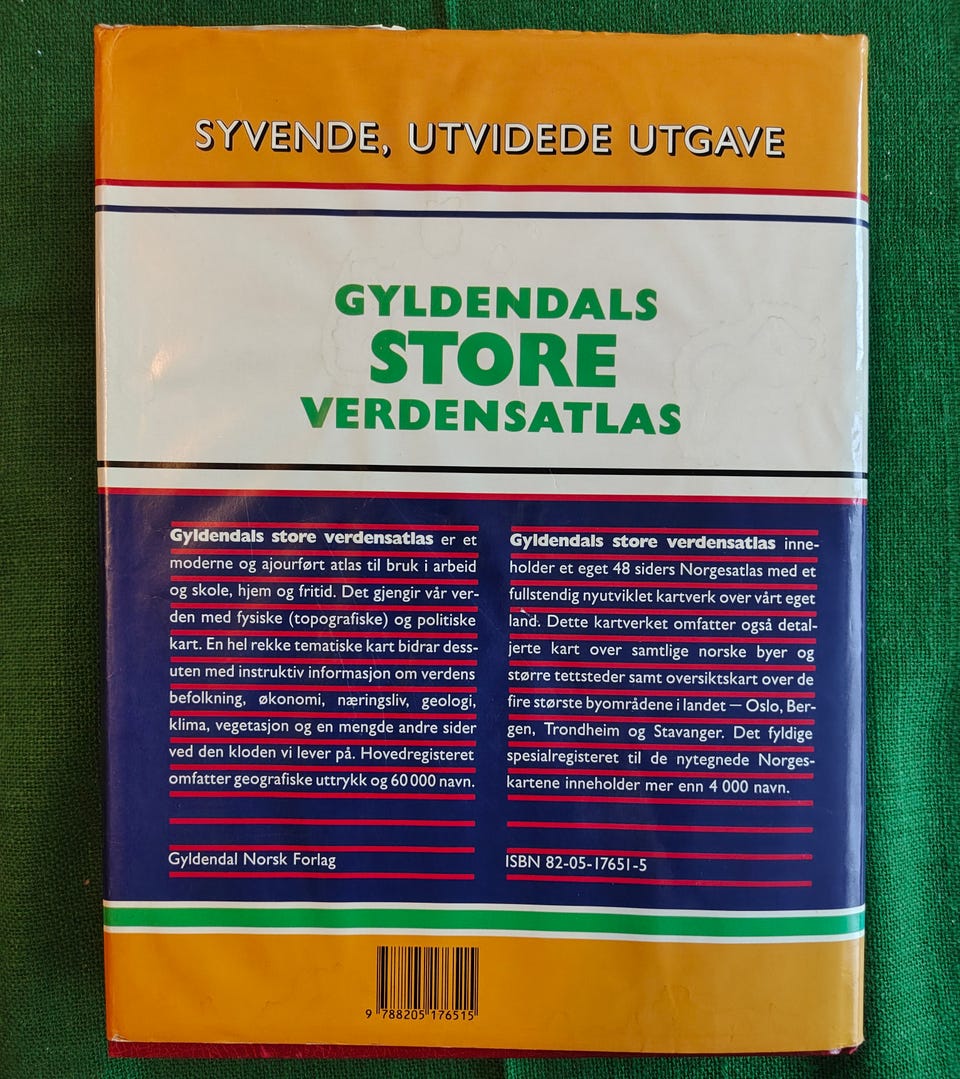 SYVENDE, UTVIDEDE UTGAVE
GYLDENDALS
STORE
VERDENSATLAS
Gyldendals store verdensatlas er et
moderne og ajourført atlas til bruk i arbeid
og skole, hjem og fritid. Det gjengir vår ver-
den med fysiske (topografiske) og politiske
kart. En hel rekke tematiske kart bidrar dess-
uten med instruktiv informasjon om verdens
befolkning, økonomi, næringsliv, geologi,
klima, vegetasjon og en mengde andre sider
ved den kloden vi lever på. Hovedregisteret
omfatter geografiske uttrykk og 60 000 navn.
Gyldendal Norsk Forlag
Gyldendals store verdensatlas inne-
holder et eget 48 siders Norgesatlas med et
fullstendig nyutviklet kartverk over vårt eget
land. Dette kartverket omfatter også detal-
jerte kart over samtlige norske byer og
større tettsteder samt oversiktskart over de
fire største byområdene i landet — Oslo, Ber-
gen, Trondheim og Stavanger. Det fyldige
spesialregisteret til de nytegnede Norges-
kartene inneholder mer enn 4 000 navn.
ISBN 82-05-17651-5
9 788205 176515